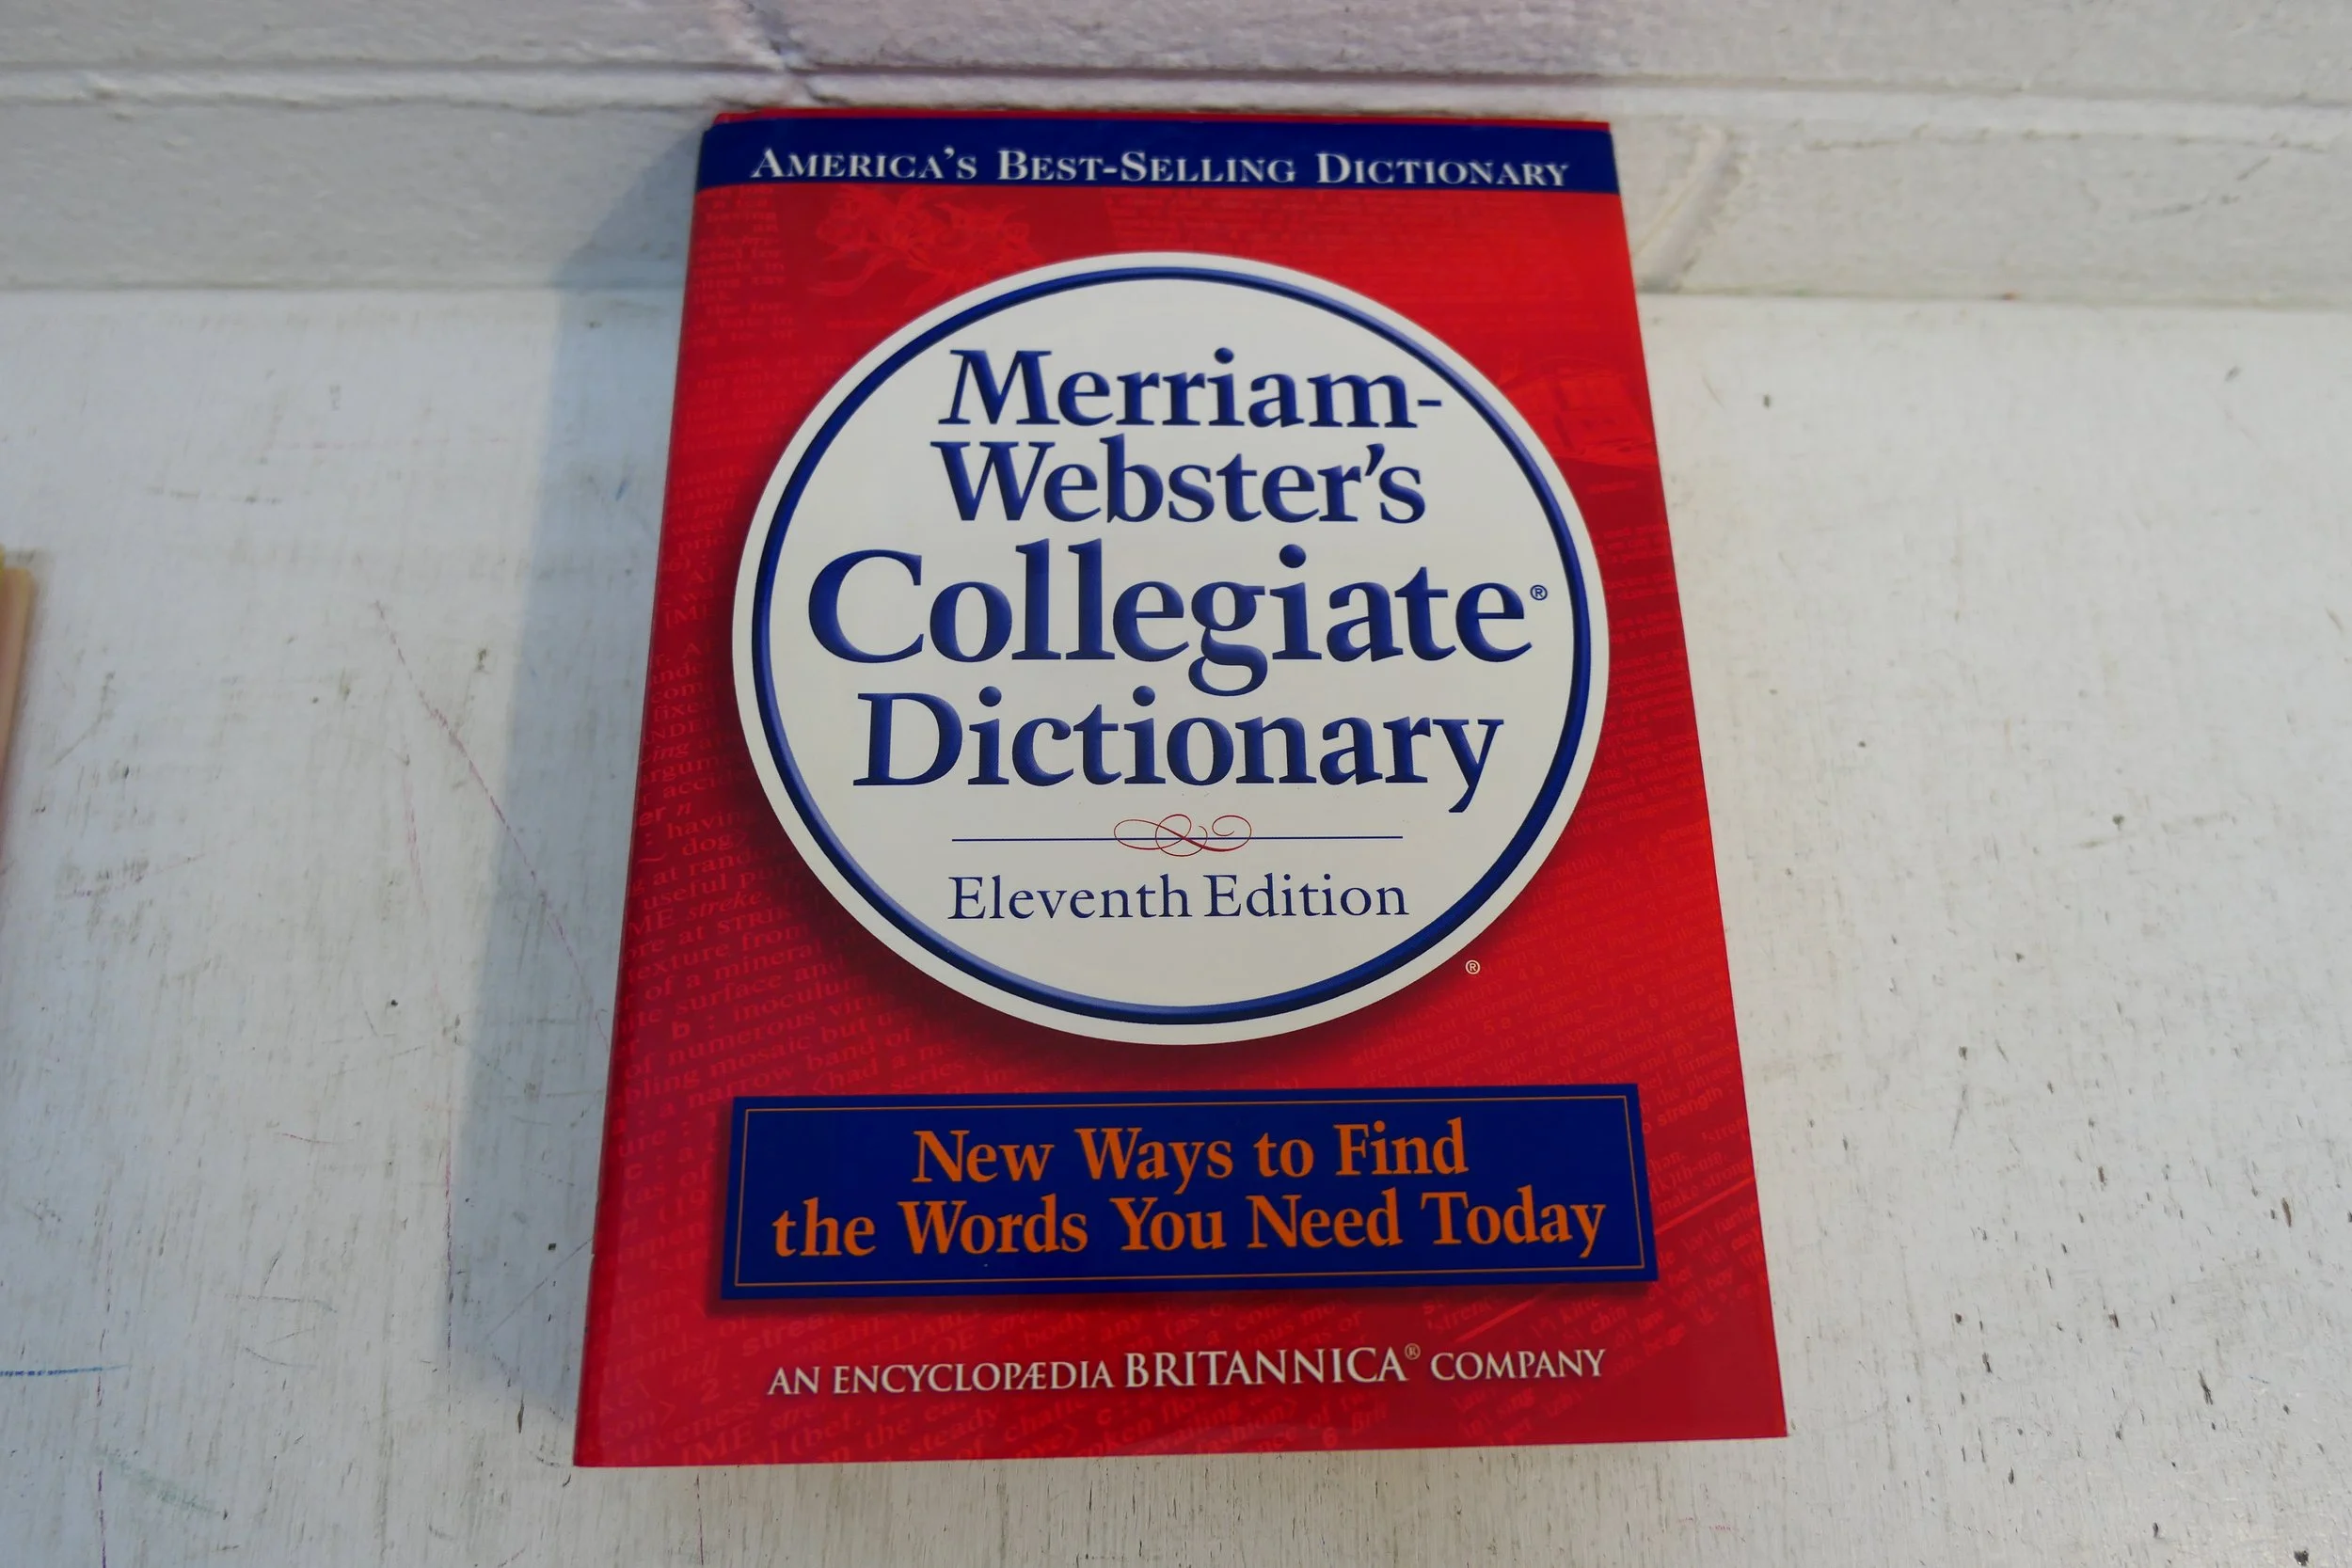 AMERICA'S BEST-SELLING DICTIONARY
Merriam-
Webster's
Collegiate®
Dictionary
Eleventh Edition
®
New Ways to Find
the Words You Need Today
AN ENCYCLOPÆDIA BRITANNICA® COMPANY